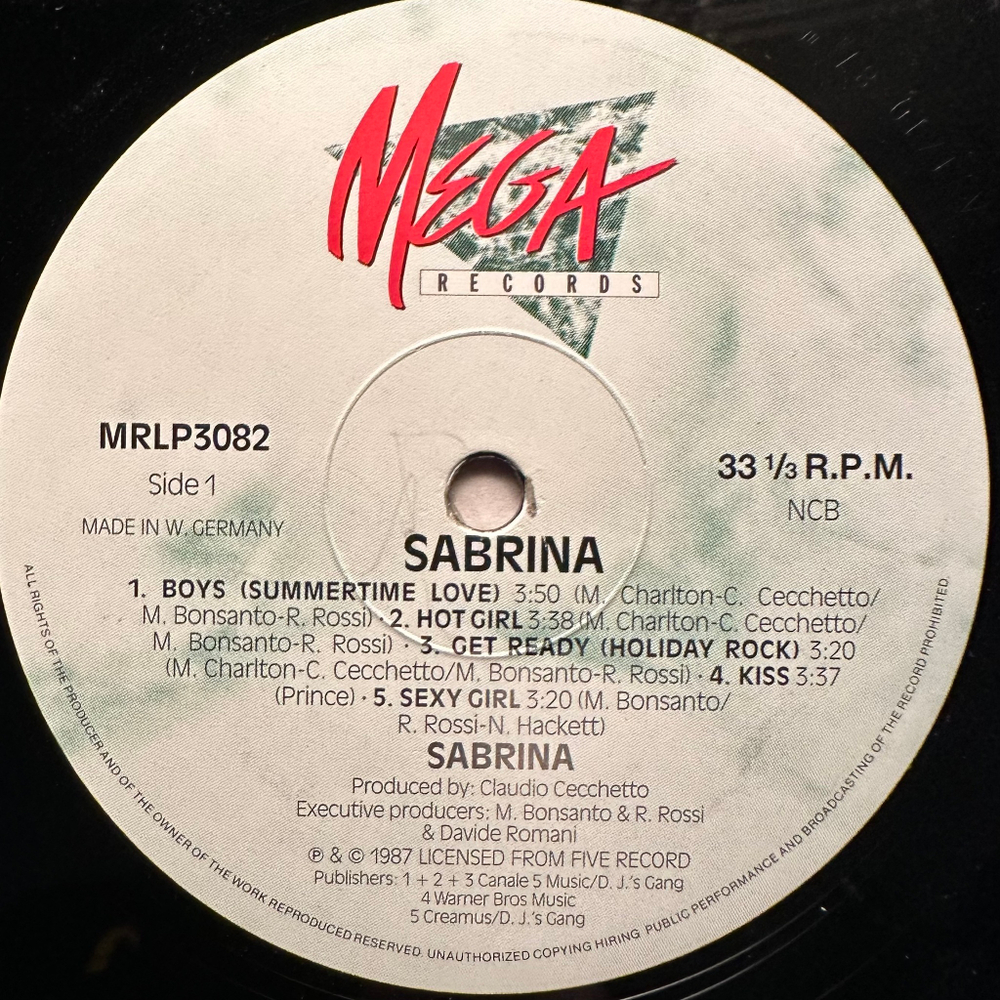 MEGA
RECORDS
MRLP3082
Side 1
MADE IN W. GERMANY
33 1/3 R.P.M.
NCB
SABRINA
1. BOYS (SUMMERTIME LOVE) 3:50 (M. Charlton-C. Cecchetto/
M. Bonsanto-R. Rossi) · 2. HOT GIRL 3:38 (M. Charlton-C. Cecchetto/
M. Bonsanto-R. Rossi) · 3. GET READY (HOLIDAY ROCK) 3:20
(M. Charlton-C. Cecchetto/M. Bonsanto-R. Rossi) · 4. KISS 3:37
(Prince) · 5. SEXY GIRL 3:20 (M. Bonsanto/
R. Rossi-N. Hackett)
SABRINA
Produced by: Claudio Cecchetto
Executive producers: M. Bonsanto & R. Rossi
& Davide Romani
℗ & © 1987 LICENSED FROM FIVE RECORD
Publishers: 1 + 2 + 3 Canale 5 Music/D. J.'s Gang
4 Warner Bros Music
5 Creamus/D. J.'s Gang
ALL RIGHTS OF THE PRODUCER AND OF THE OWNER OF THE WORK REPRODUCED RESERVED. UNAUTHORIZED COPYING HIRING PUBLIC PERFORMANCE AND BROADCASTING OF THE RECORD PROHIBITED